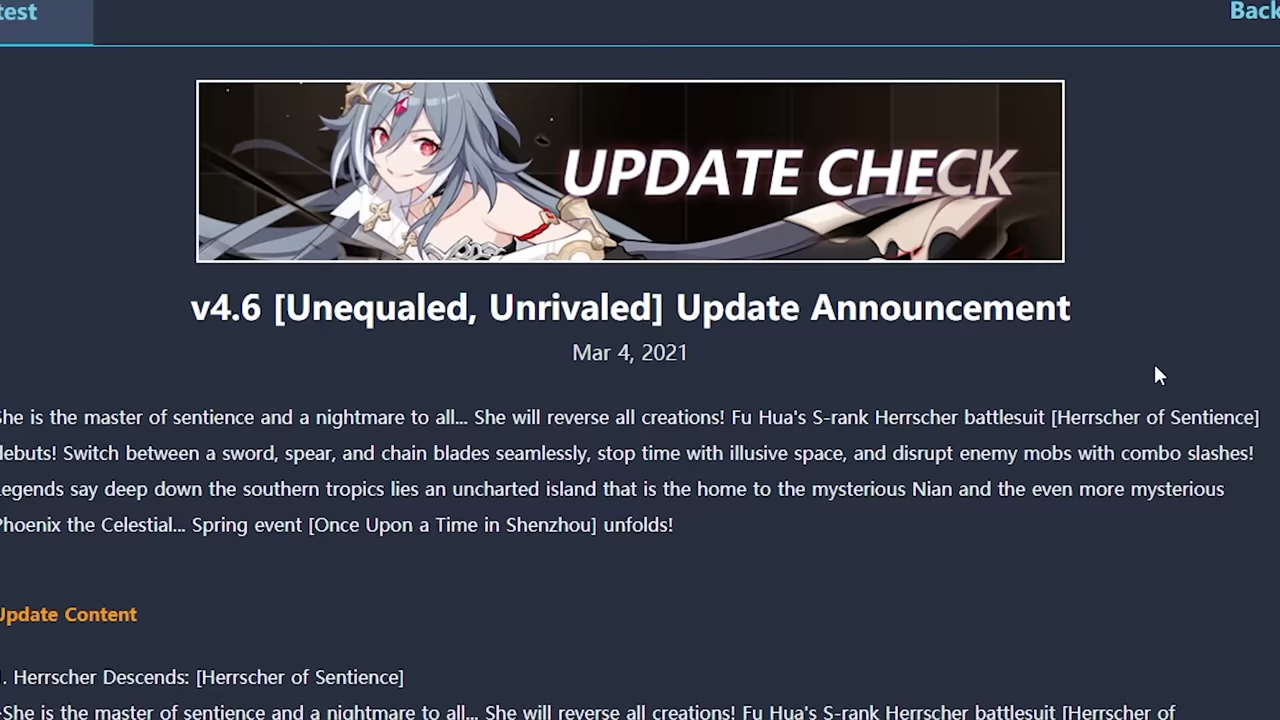 test
Back
UPDATE CHECK
v4.6 [Unequaled, Unrivaled] Update Announcement
Mar 4, 2021
She is the master of sentience and a nightmare to all... She will reverse all creations! Fu Hua's S-rank Herrscher battlesuit [Herrscher of Sentience]
debuts! Switch between a sword, spear, and chain blades seamlessly, stop time with illusive space, and disrupt enemy mobs with combo slashes!
Legends say deep down the southern tropics lies an uncharted island that is the home to the mysterious Nian and the even more mysterious
Phoenix the Celestial... Spring event [Once Upon a Time in Shenzhou] unfolds!
Update Content
. Herrscher Descends: [Herrscher of Sentience]
-She is the master of sentience and a nightmare to all... She will reverse all creations! Fu Hua's S-rank Herrscher battlesuit [Herrscher of